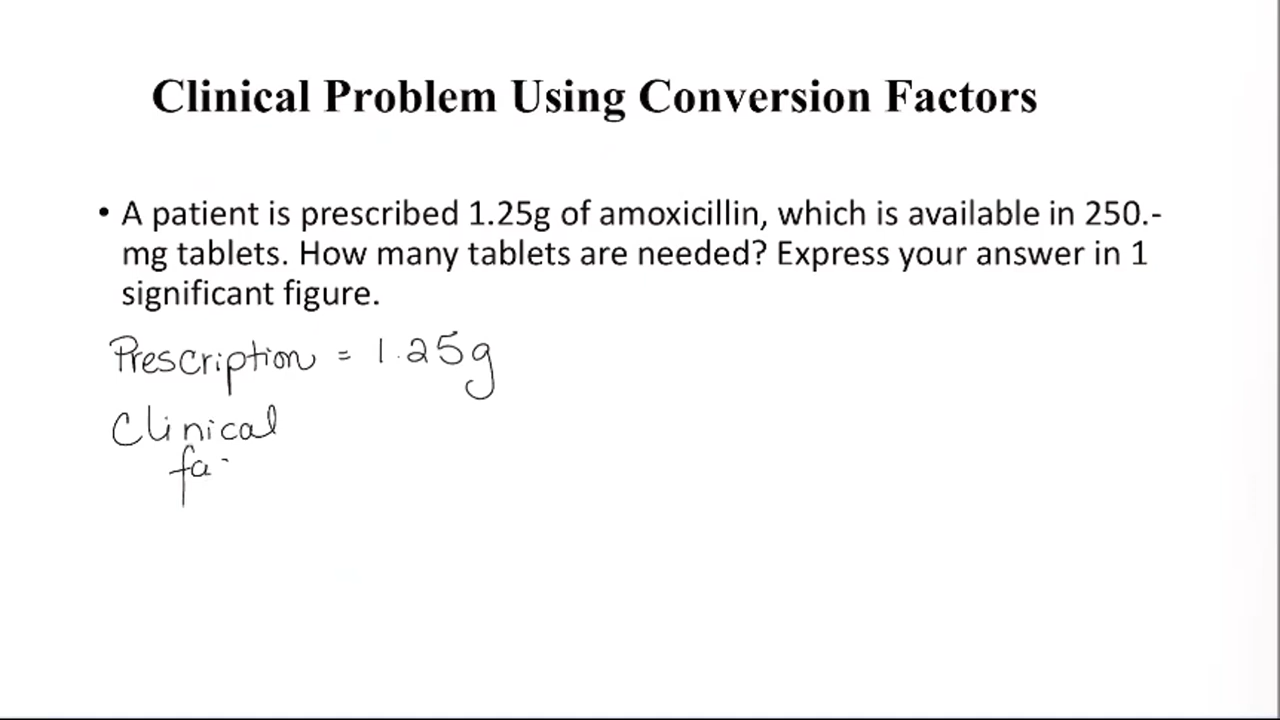 Clinical Problem Using Conversion Factors
• A patient is prescribed 1.25g of amoxicillin, which is available in 250.-
mg tablets. How many tablets are needed? Express your answer in 1
significant figure.
Prescription = 1.25g
Clinical
fa